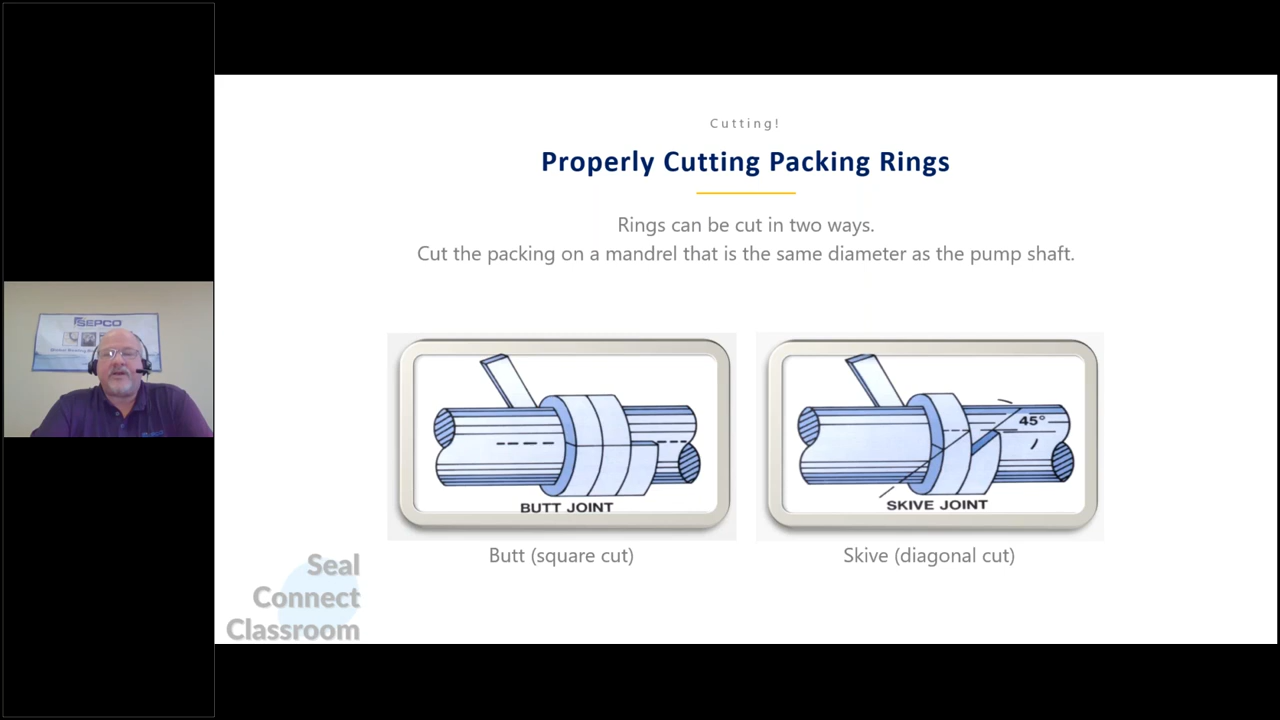 Cutting!
Properly Cutting Packing Rings
Rings can be cut in two ways.
Cut the packing on a mandrel that is the same diameter as the pump shaft.
SEPCO
BUTT JOINT
45°
SKIVE JOINT
Butt (square cut)
Skive (diagonal cut)
Seal
Connect
Classroom